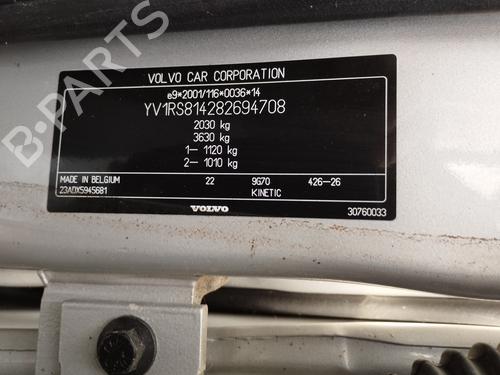 VOLVO CAR CORPORATION
e9*2001/116*0036*14
YV1RS814282694708
2030 kg
3630 kg
1- 1120 kg
2- 1010 kg
MADE IN BELGIUM 22 9G70 426-26
23ADX5945681 KINETIC
VOLVO 30760033
B-PARTS